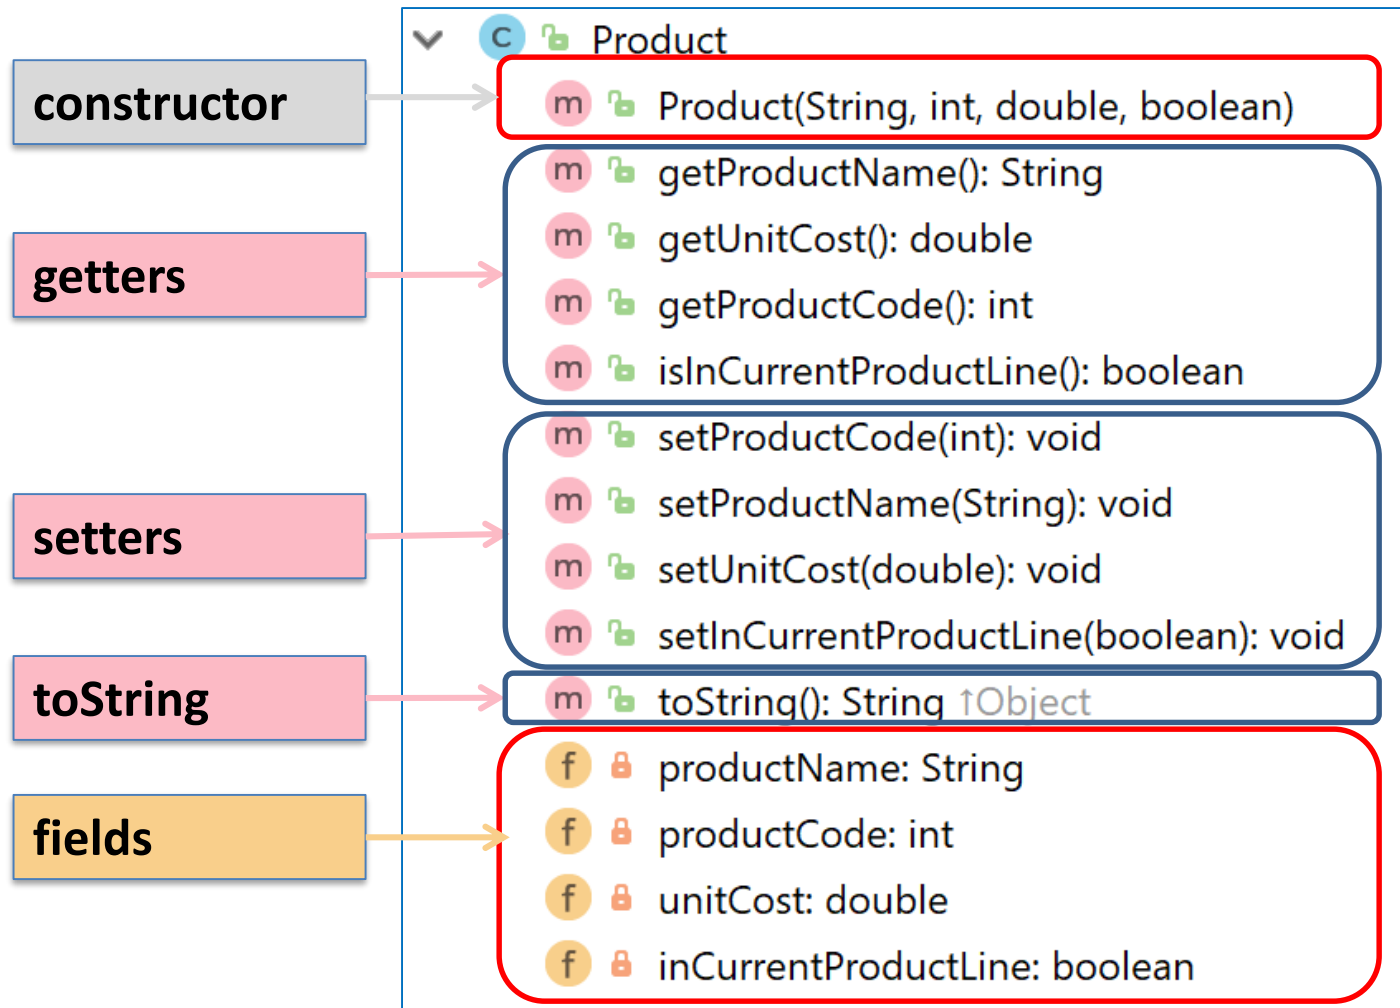 C Product
constructor
m Product(String, int, double, boolean)
m getProductName(): String
getters
m getUnitCost(): double
m getProductCode(): int
m isInCurrentProductLine(): boolean
m setProductCode(int): void
m setProductName(String): void
setters
m setUnitCost(double): void
m setInCurrentProductLine(boolean): void
toString
m toString(): String ↑Object
f productName: String
fields
f productCode: int
f unitCost: double
f inCurrentProductLine: boolean